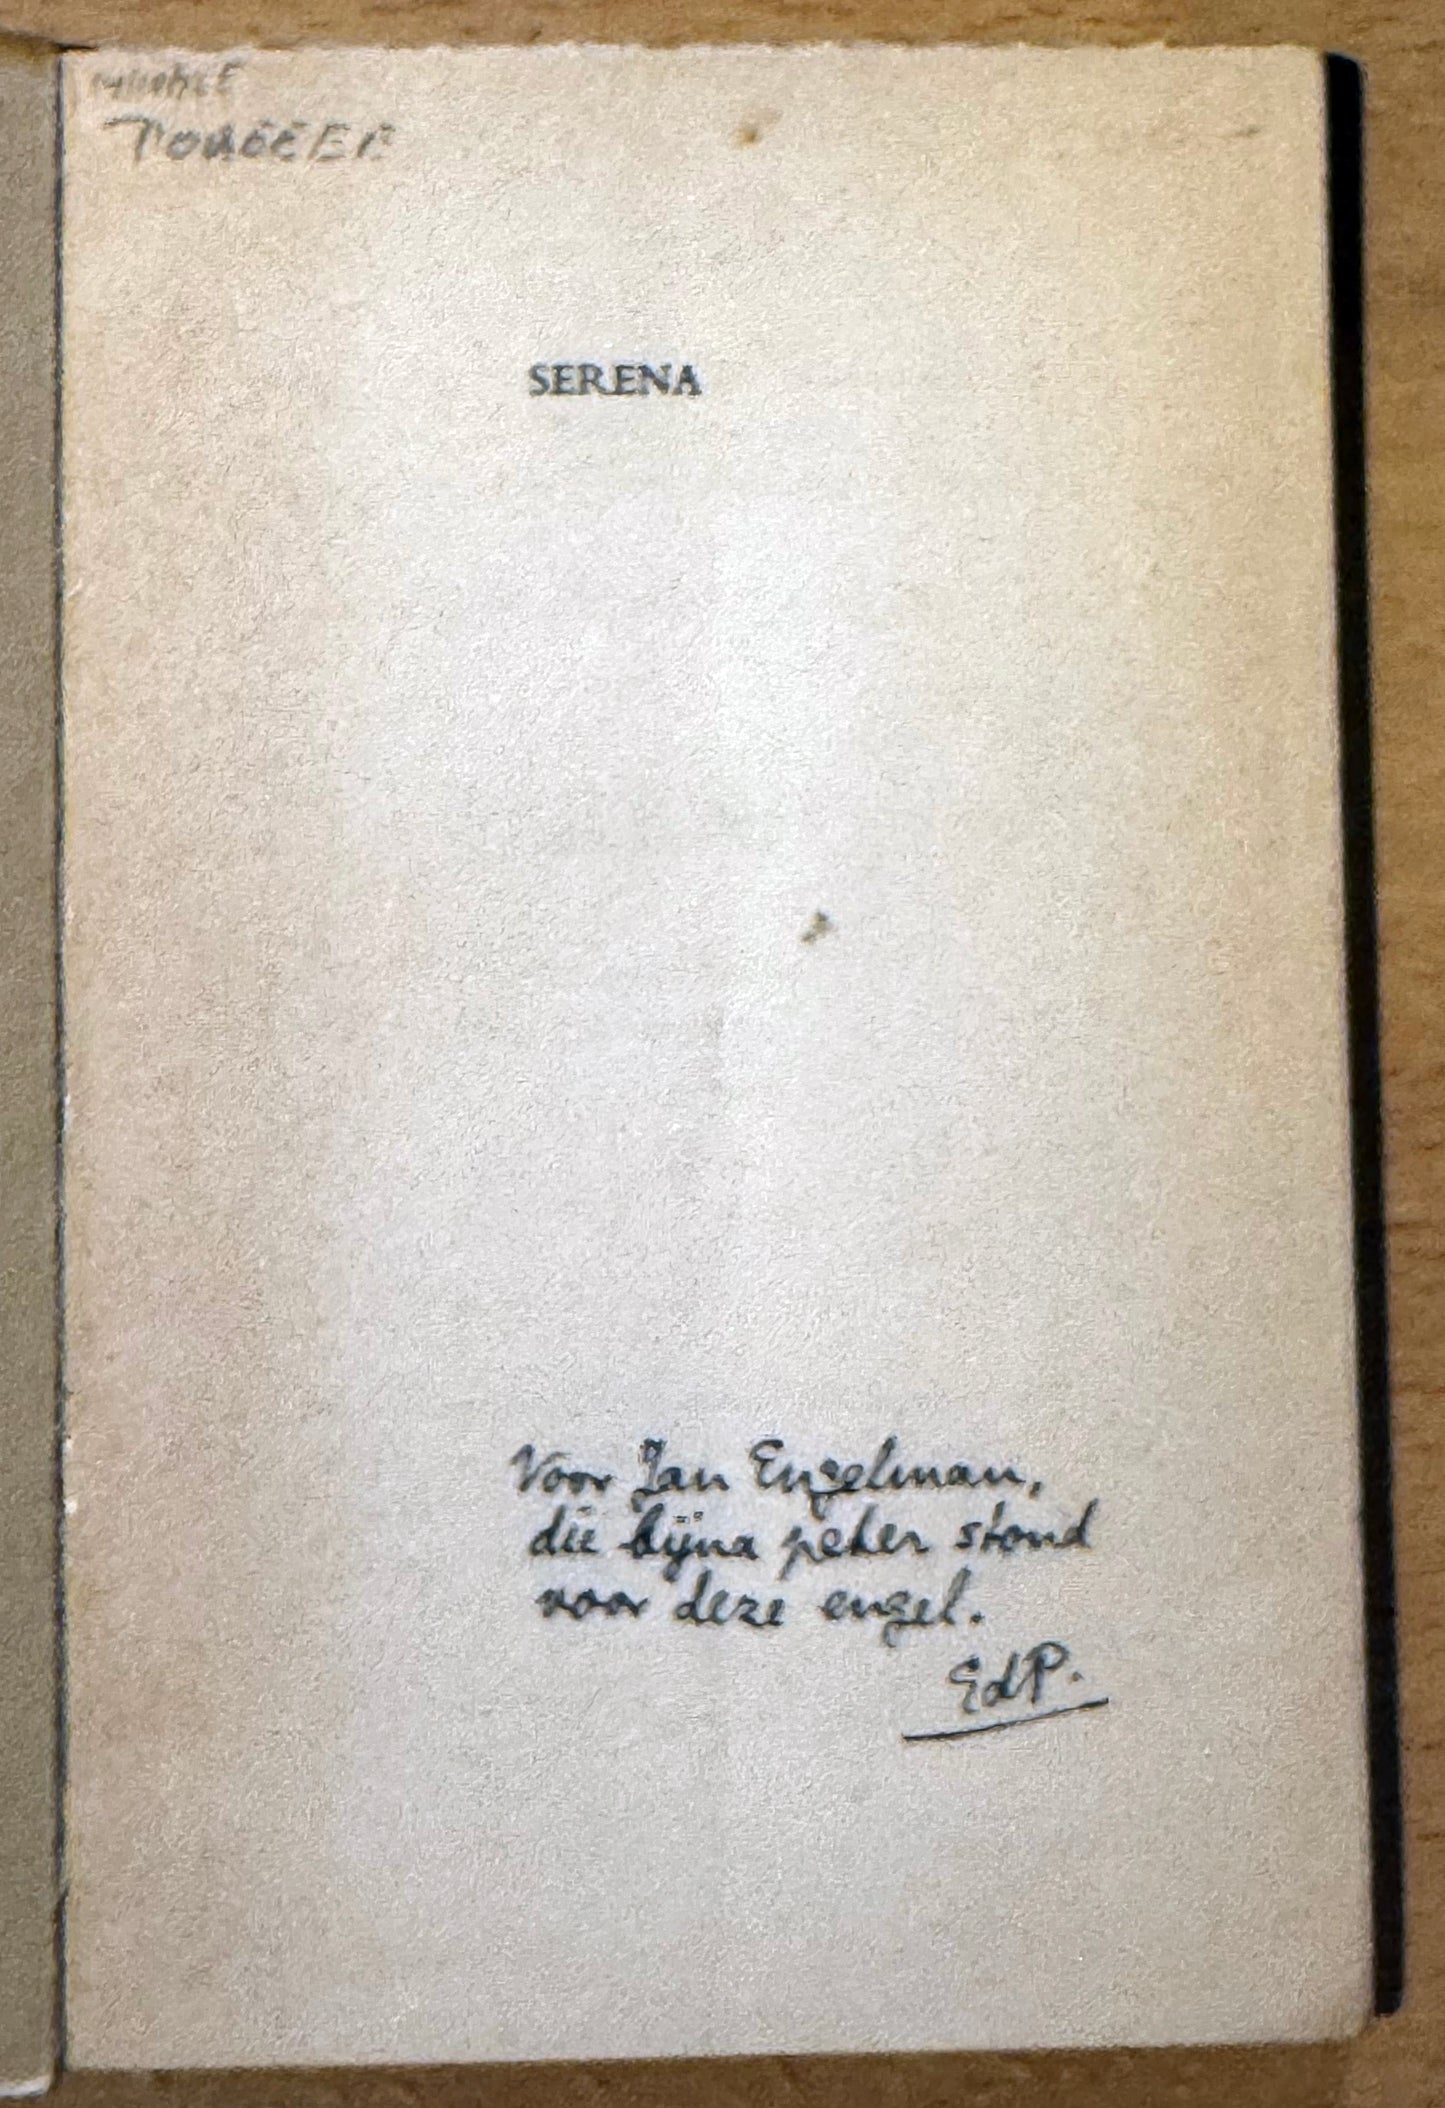 SERENA
Voor Jan Engelman,
die bijna peter stond
voor deze engel.
EdP.